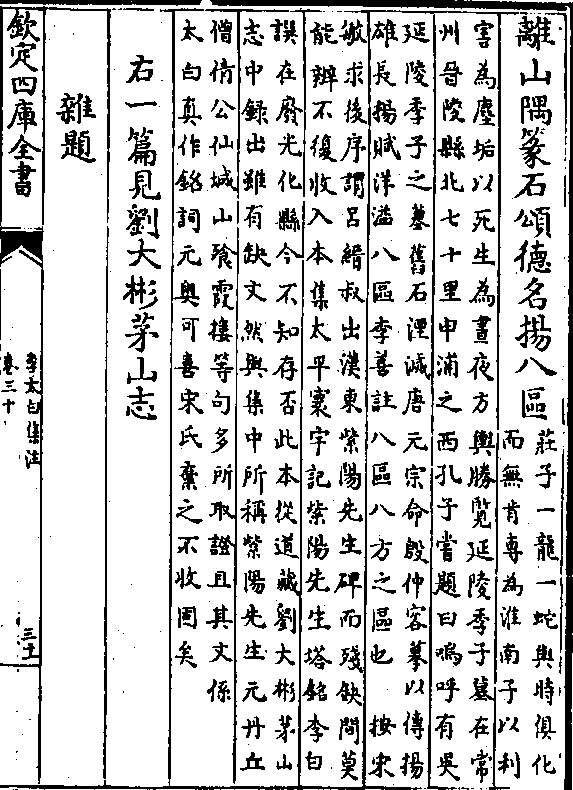 離山隅篆石頌德名揚八區
莊子一龍一蛇與時俱化
而無肯專為淮南子以利
害為塵垢以死生為晝夜方輿勝覽延陵季子墓在常
州晉陵縣北七十里申浦之西孔子嘗題曰嗚呼有吳
延陵季子之墓舊石湮滅唐元宗命殷仲容摹以傳揚
雄長揚賦洋溢八區李善註八區八方之區也 按宋
敏求後序謂呂縉叔出漢東紫陽先生碑而殘缺間莫
能辨不復收入本集太平寰宇記紫陽先生塔銘李白
譔在廢光化縣今不知存否此本從道藏劉大彬茅山
志中録出雖有缺文然與集中所稱紫陽先生元丹丘
僧倩公仙城山飱霞樓等句多所取證且其文係
太白真作銘詞元奥可喜宋氏棄之不收固矣
右一篇見劉大彬茅山志
雜題
欽定四庫全書
李太白集注
卷三十